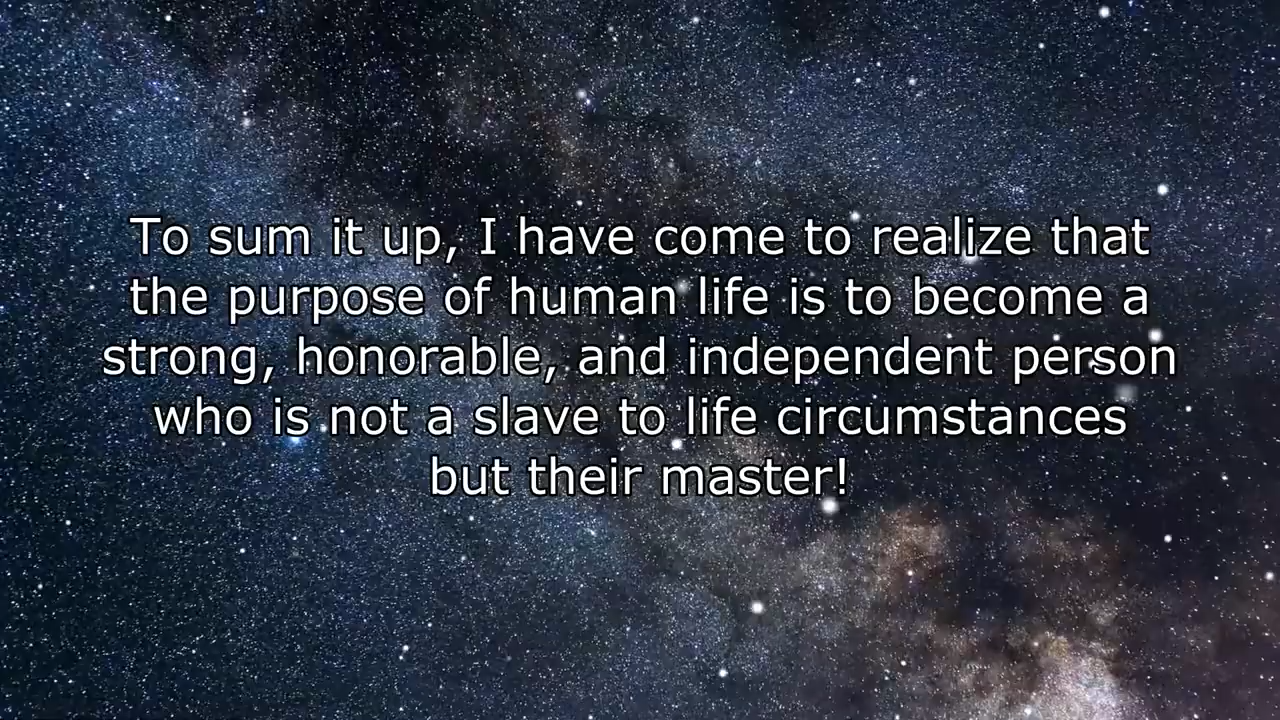 To sum it up, I have come to realize that
the purpose of human life is to become a
strong, honorable, and independent person
who is not a slave to life circumstances
but their master!